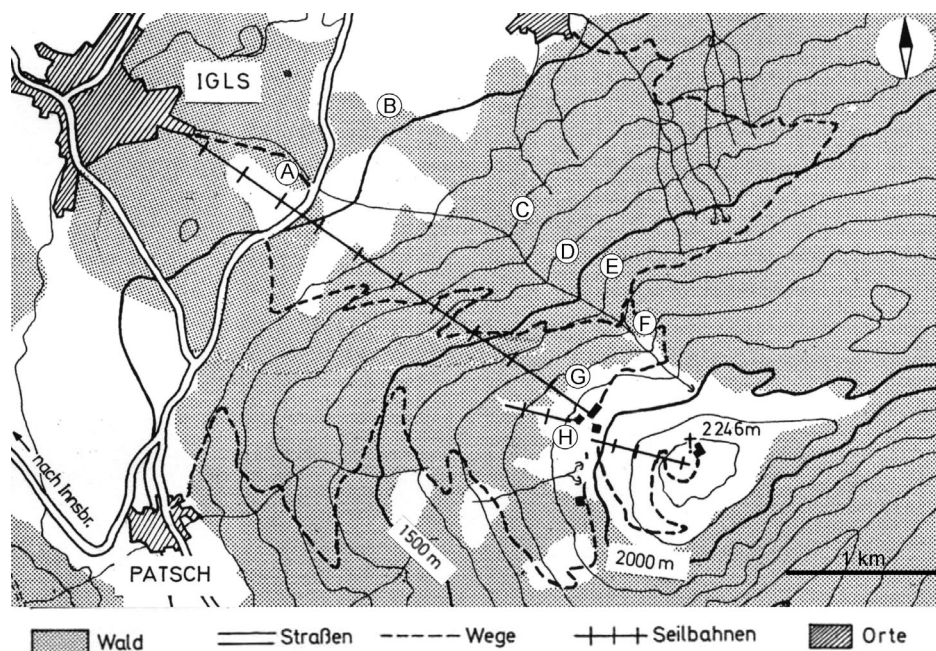 IGLS
B
A
C
D
E
F
G
2246m
H
nach Innsbr.
1500 m
2000 m
1 km
PATSCH
Wald
Straßen
Wege
Seilbahnen
Orte